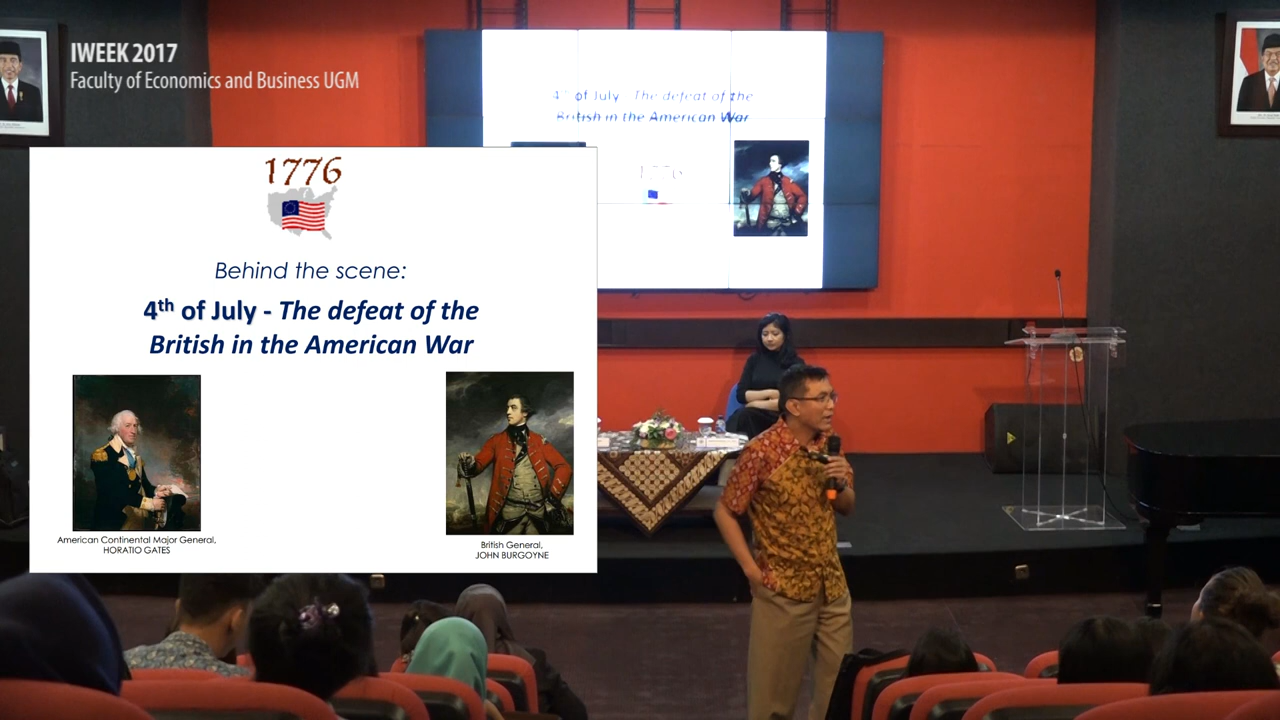 IWEEK 2017
Faculty of Economics and Business UGM
4th of July - The defeat of the
British in the American War
1776
1776
Behind the scene:
4th of July - The defeat of the
British in the American War
American Continental Major General,
HORATIO GATES
British General,
JOHN BURGOYNE